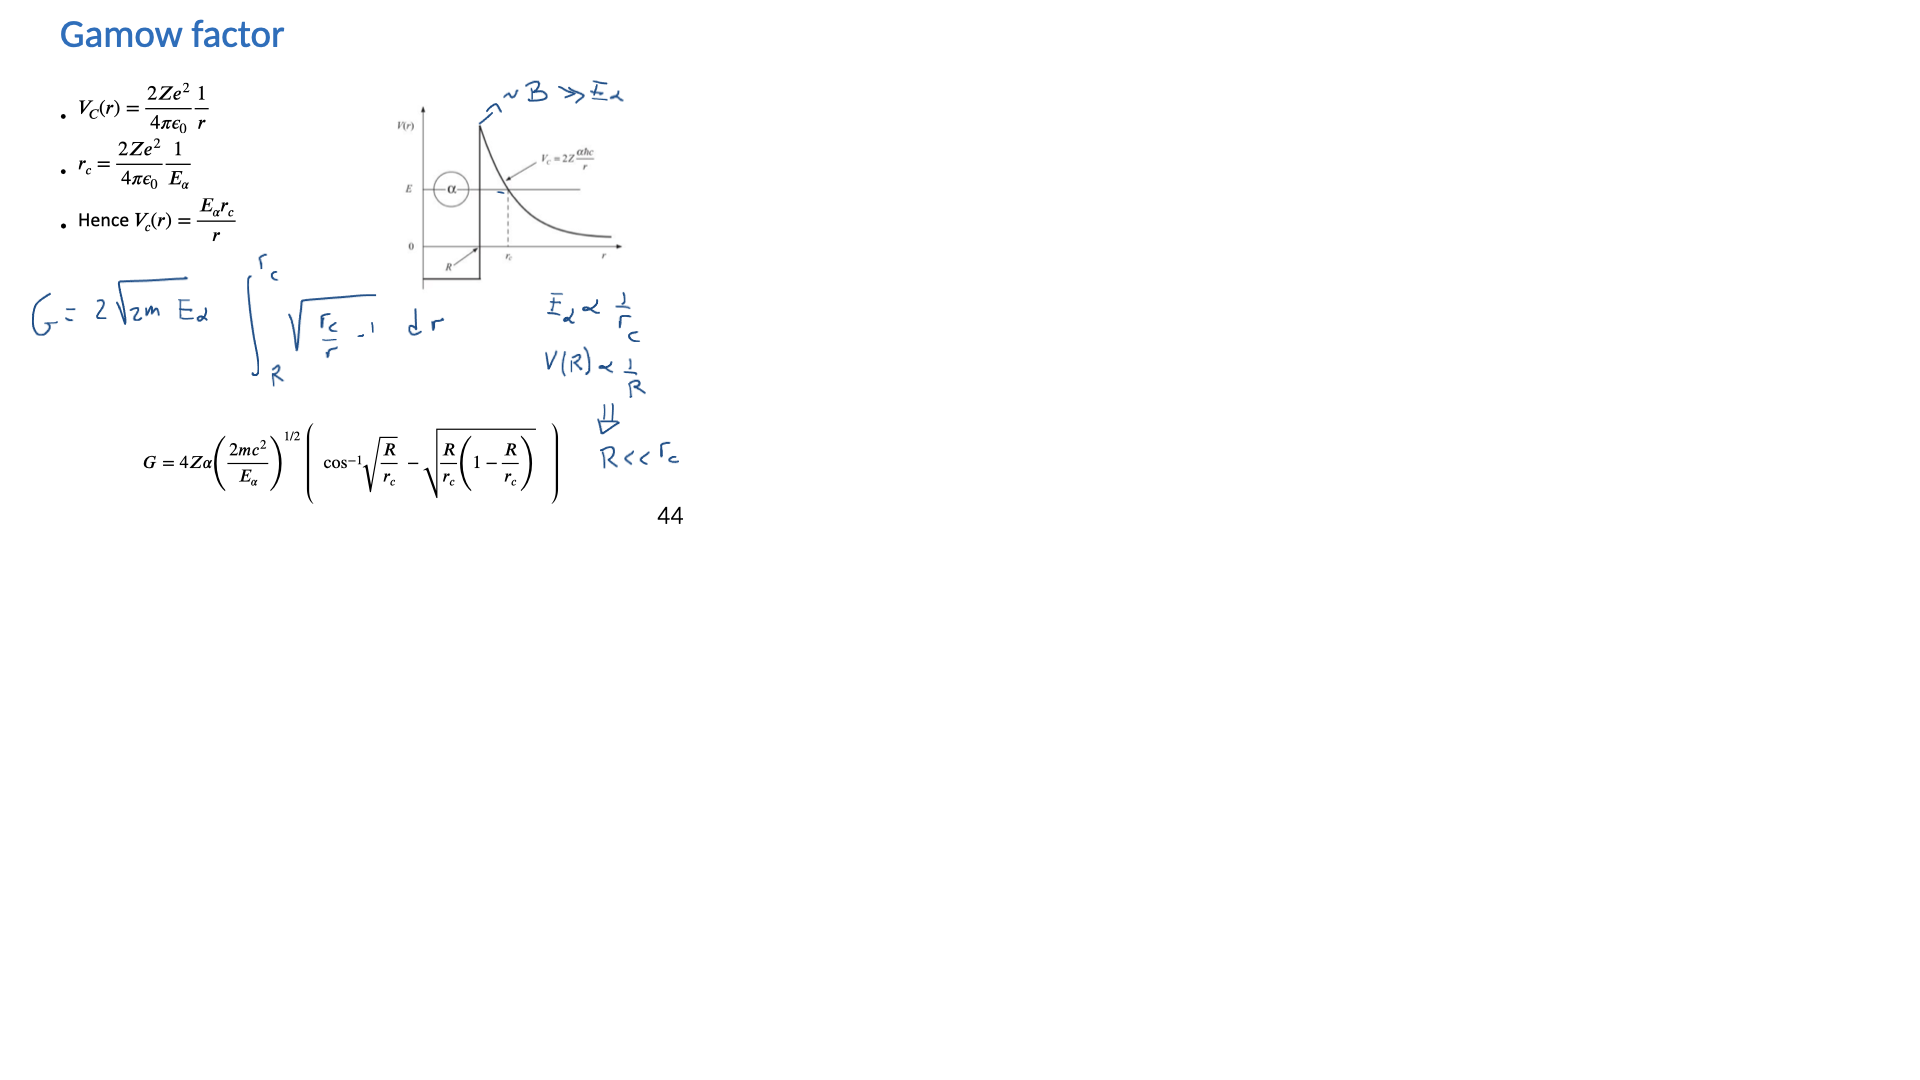 Gamow factor
• V_C(r) = 2Ze²/4πϵ₀ 1/r
• r_c = 2Ze²/4πϵ₀ 1/E_α
• Hence V_c(r) = E_α r_c / r
~ B >> E_α
V(r)
V_c = 2Z αħc/r
E
α
0
R
r_c
r
G = 2√2m E_α ∫_R^{r_c} √(r_c/r - 1) dr
E_α ∝ 1/r_c
V(R) ∝ 1/R
⇓
R << r_c
G = 4Zα(2mc²/E_α)^{1/2} ( cos⁻¹√(R/r_c) − √(R/r_c (1 − R/r_c)) )
44